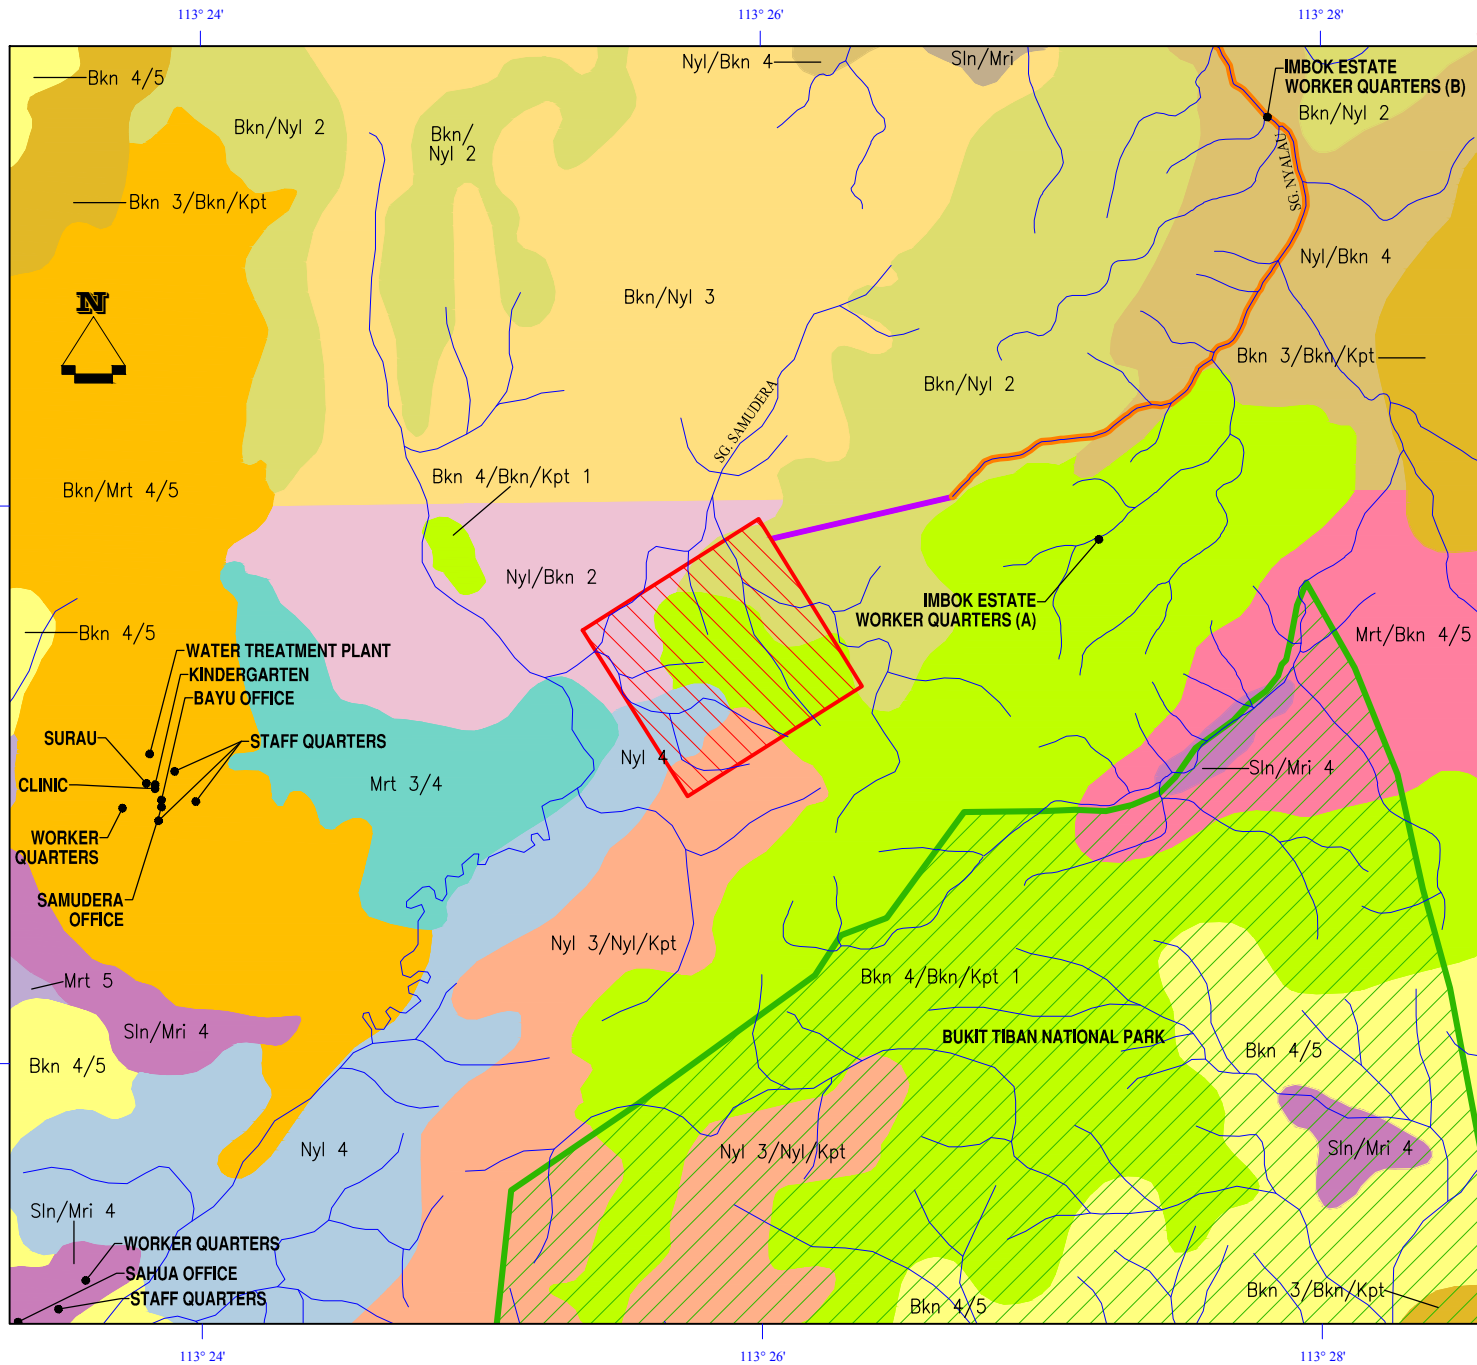 113° 24'
113° 26'
113° 28'
Bkn 4/5
Nyl/Bkn 4
Sln/Mri
IMBOK ESTATE
WORKER QUARTERS (B)
Bkn/Nyl 2
Bkn/
Nyl 2
Bkn/Nyl 2
SG. NYALAU
Bkn 3/Bkn/Kpt
Nyl/Bkn 4
N
Bkn/Nyl 3
Bkn 3/Bkn/Kpt
Bkn/Nyl 2
SG. SAMUDERA
Bkn/Mrt 4/5
Bkn 4/Bkn/Kpt 1
Nyl/Bkn 2
IMBOK ESTATE
WORKER QUARTERS (A)
Bkn 4/5
Mrt/Bkn 4/5
WATER TREATMENT PLANT
KINDERGARTEN
BAYU OFFICE
SURAU
STAFF QUARTERS
CLINIC
Mrt 3/4
Nyl 4
Sln/Mri 4
WORKER
QUARTERS
SAMUDERA
OFFICE
Nyl 3/Nyl/Kpt
Mrt 5
Bkn 4/Bkn/Kpt 1
Sln/Mri 4
BUKIT TIBAN NATIONAL PARK
Bkn 4/5
Bkn 4/5
Nyl 4
Nyl 3/Nyl/Kpt
Sln/Mri 4
Sln/Mri 4
WORKER QUARTERS
SAHUA OFFICE
STAFF QUARTERS
Bkn 3/Bkn/Kpt
Bkn 4/5
113° 24'
113° 26'
113° 28'